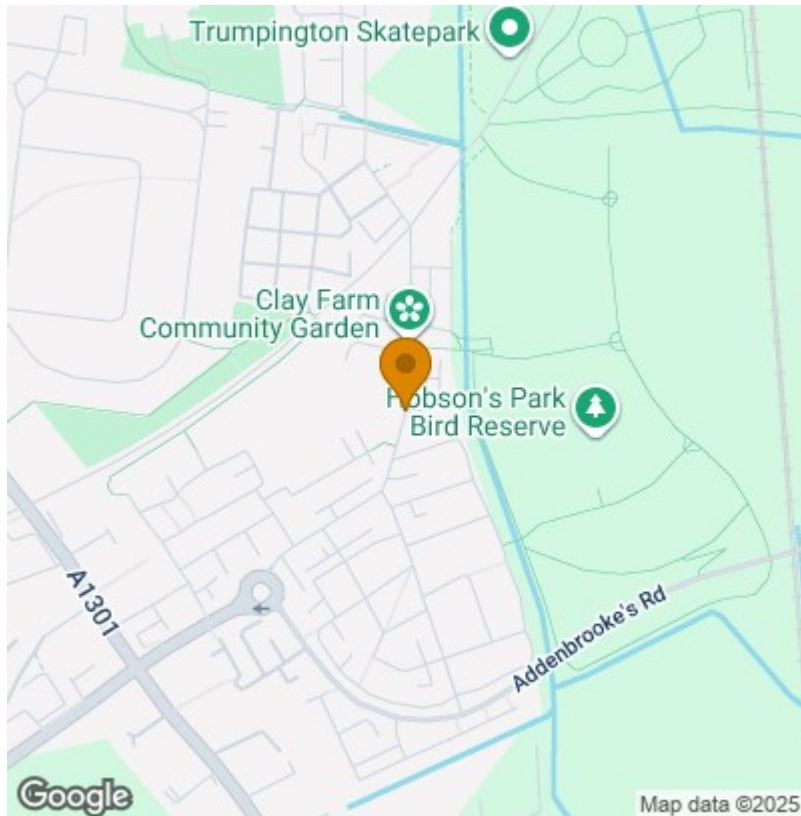 Trumpington Skatepark
Clay Farm
Community Garden
Hobson's Park
Bird Reserve
A1301
Addenbrooke's Rd
Google
Map data ©2025